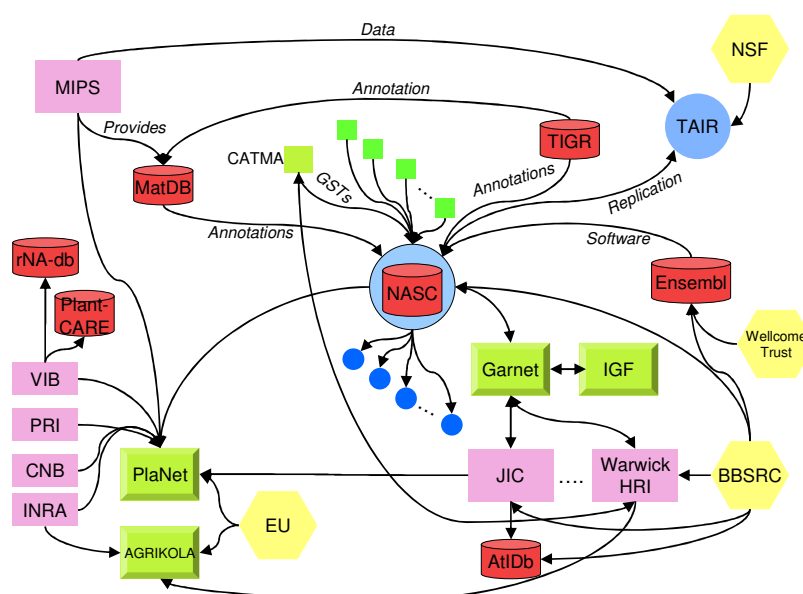 Data
NSF
MIPS
Annotation
Provides
TAIR
TIGR
CATMA
MatDB
GSTs
Annotations
Replication
Annotations
Software
rNA-db
NASC
Ensembl
Plant-
CARE
Wellcome
Trust
VIB
Garnet
IGF
PRI
CNB
PlaNet
JIC
....
Warwick
HRI
BBSRC
INRA
EU
AGRIKOLA
AtIDb